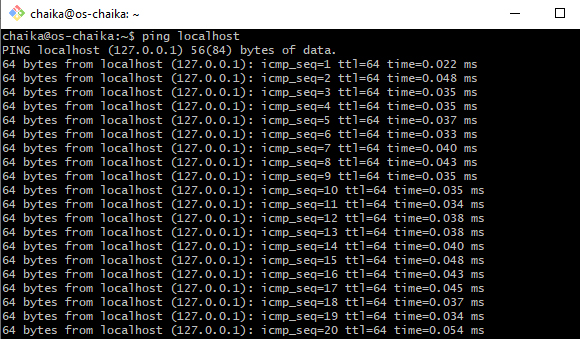 chaika@os-chaika: ~
chaika@os-chaika:~$ ping localhost
PING localhost (127.0.0.1) 56(84) bytes of data.
64 bytes from localhost (127.0.0.1): icmp_seq=1 ttl=64 time=0.022 ms
64 bytes from localhost (127.0.0.1): icmp_seq=2 ttl=64 time=0.048 ms
64 bytes from localhost (127.0.0.1): icmp_seq=3 ttl=64 time=0.035 ms
64 bytes from localhost (127.0.0.1): icmp_seq=4 ttl=64 time=0.035 ms
64 bytes from localhost (127.0.0.1): icmp_seq=5 ttl=64 time=0.037 ms
64 bytes from localhost (127.0.0.1): icmp_seq=6 ttl=64 time=0.033 ms
64 bytes from localhost (127.0.0.1): icmp_seq=7 ttl=64 time=0.040 ms
64 bytes from localhost (127.0.0.1): icmp_seq=8 ttl=64 time=0.043 ms
64 bytes from localhost (127.0.0.1): icmp_seq=9 ttl=64 time=0.035 ms
64 bytes from localhost (127.0.0.1): icmp_seq=10 ttl=64 time=0.035 ms
64 bytes from localhost (127.0.0.1): icmp_seq=11 ttl=64 time=0.034 ms
64 bytes from localhost (127.0.0.1): icmp_seq=12 ttl=64 time=0.038 ms
64 bytes from localhost (127.0.0.1): icmp_seq=13 ttl=64 time=0.038 ms
64 bytes from localhost (127.0.0.1): icmp_seq=14 ttl=64 time=0.040 ms
64 bytes from localhost (127.0.0.1): icmp_seq=15 ttl=64 time=0.048 ms
64 bytes from localhost (127.0.0.1): icmp_seq=16 ttl=64 time=0.043 ms
64 bytes from localhost (127.0.0.1): icmp_seq=17 ttl=64 time=0.045 ms
64 bytes from localhost (127.0.0.1): icmp_seq=18 ttl=64 time=0.037 ms
64 bytes from localhost (127.0.0.1): icmp_seq=19 ttl=64 time=0.034 ms
64 bytes from localhost (127.0.0.1): icmp_seq=20 ttl=64 time=0.054 ms